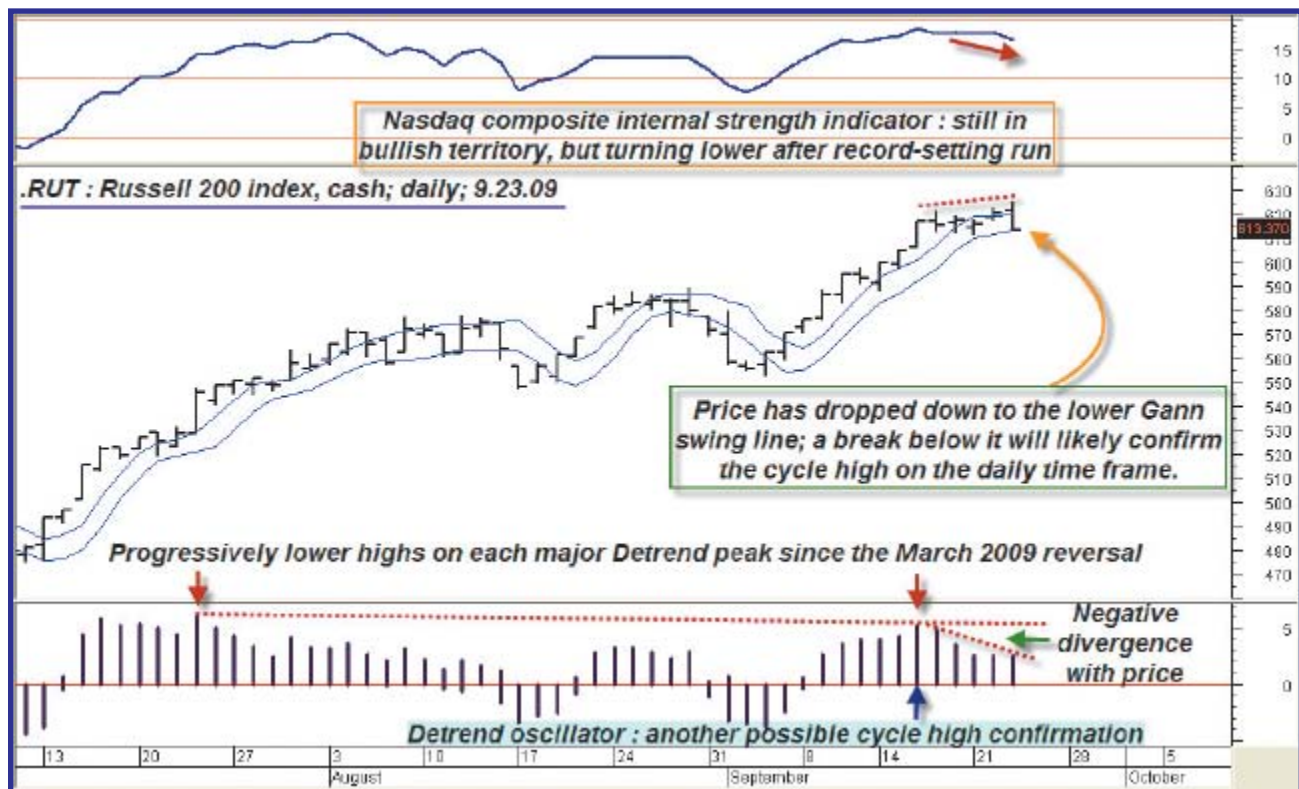 15
10
5
0
Nasdaq composite internal strength indicator : still in
bullish territory, but turning lower after record-setting run
.RUT : Russell 200 index, cash; daily; 9.23.09
630
620
613.370
610
600
590
580
570
560
550
540
530
520
510
500
490
480
470
Price has dropped down to the lower Gann
swing line; a break below it will likely confirm
the cycle high on the daily time frame.
Progressively lower highs on each major Detrend peak since the March 2009 reversal
Negative
divergence
with price
5
0
Detrend oscillator : another possible cycle high confirmation
13 20 27 3 10 17 24 31 8 14 21 28 5
August September October